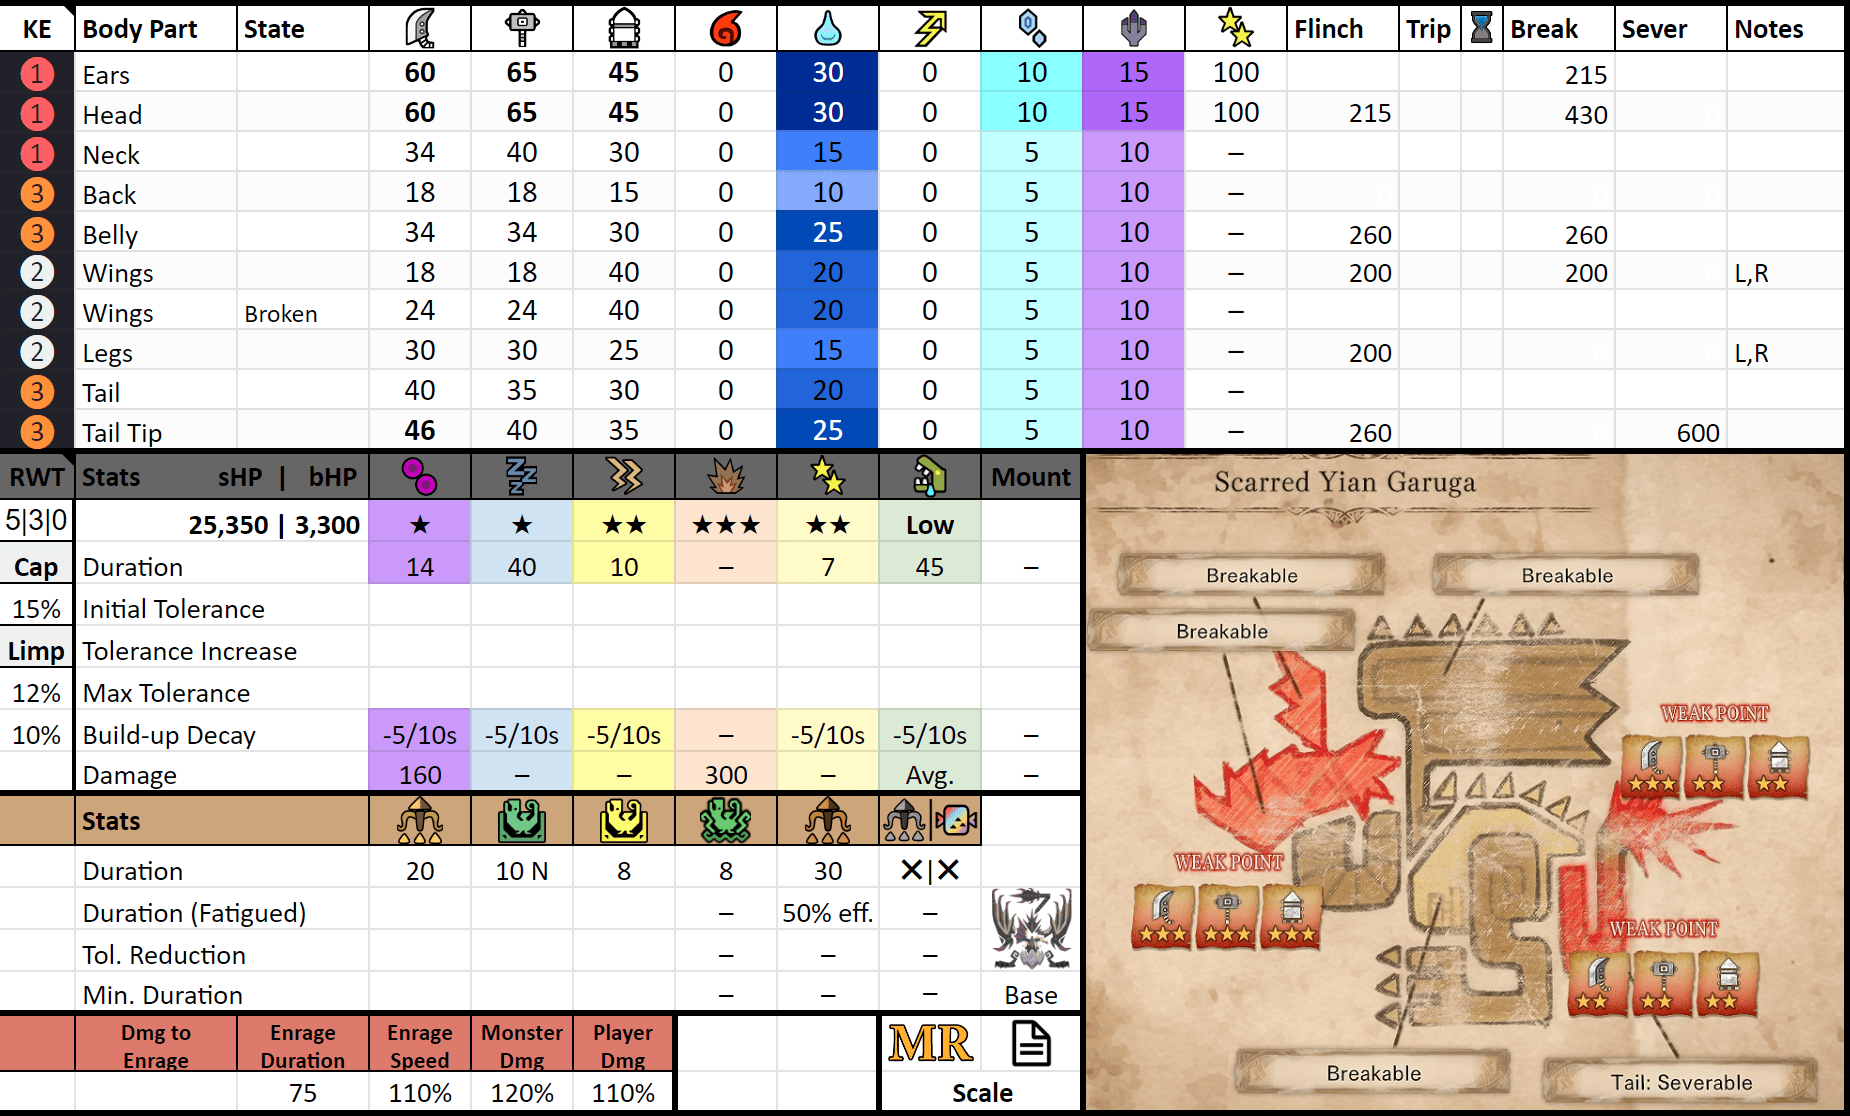 KE Body Part State Flinch Trip Break Sever Notes
1 Ears 60 65 45 0 30 0 10 15 100 215
1 Head 60 65 45 0 30 0 10 15 100 215 430
1 Neck 34 40 30 0 15 0 5 10 –
3 Back 18 18 15 0 10 0 5 10 –
3 Belly 34 34 30 0 25 0 5 10 – 260 260
2 Wings 18 18 40 0 20 0 5 10 – 200 200 L,R
2 Wings Broken 24 24 40 0 20 0 5 10 –
2 Legs 30 30 25 0 15 0 5 10 – 200 L,R
3 Tail 40 35 30 0 20 0 5 10 –
3 Tail Tip 46 40 35 0 25 0 5 10 – 260 600
RWT Stats sHP | bHP Mount
5|3|0 25,350 | 3,300 ★ ★ ★★ ★★★ ★★ Low
Cap Duration 14 40 10 – 7 45 –
15% Initial Tolerance
Limp Tolerance Increase
12% Max Tolerance
10% Build-up Decay -5/10s -5/10s -5/10s – -5/10s -5/10s –
Damage 160 – – 300 – Avg. –
Stats
Duration 20 10 N 8 8 30 ✕|✕
Duration (Fatigued) – 50% eff. –
Tol. Reduction – – –
Min. Duration – – – Base
Dmg to Enrage
Enrage Duration
Enrage Speed
Monster Dmg
Player Dmg
MR
75 110% 120% 110% Scale
Scarred Yian Garuga
Breakable
Breakable
Breakable
WEAK POINT
WEAK POINT
WEAK POINT
Breakable
Tail: Severable